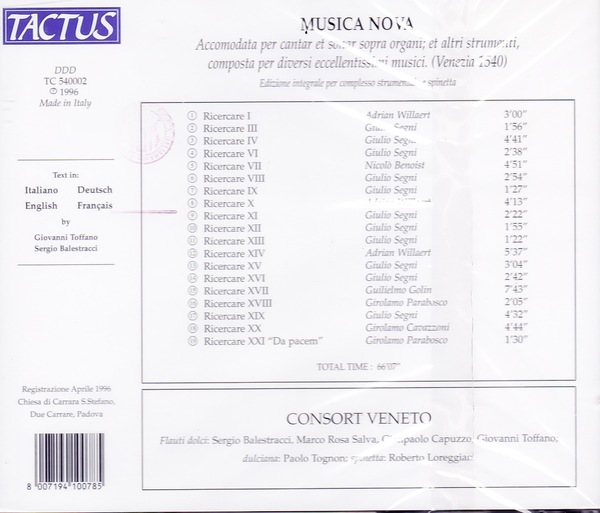 TACTUS
DDD
TC 540002
℗ 1996
Made in Italy
Text in:
Italiano Deutsch
English Français
by
Giovanni Toffano
Sergio Balestracci
Registrazione Aprile 1996
Chiesa di Carrara S.Stefano,
Due Carrare, Padova
8 007194 100785
MUSICA NOVA
Accomodata per cantar et sonar sopra organi; et altri strumenti,
composta per diversi eccellentissimi musici. (Venezia 1540)
Edizione integrale per complesso strumentale e spinetta
1 Ricercare I Adrian Willaert 3'00"
2 Ricercare III Giulio Segni 1'56"
3 Ricercare IV Giulio Segni 4'41"
4 Ricercare VI Giulio Segni 2'38"
5 Ricercare VII Nicolò Benoist 4'51"
6 Ricercare VIII Giulio Segni 2'54"
7 Ricercare IX Giulio Segni 1'27"
8 Ricercare X 4'13"
9 Ricercare XI Giulio Segni 2'22"
10 Ricercare XII Giulio Segni 1'55"
11 Ricercare XIII Giulio Segni 1'22"
12 Ricercare XIV Adrian Willaert 5'37"
13 Ricercare XV Giulio Segni 3'04"
14 Ricercare XVI Giulio Segni 2'42"
15 Ricercare XVII Guilielmo Golin 7'43"
16 Ricercare XVIII Girolamo Parabosco 2'05"
17 Ricercare XIX Giulio Segni 4'32"
18 Ricercare XX Girolamo Cavazzoni 4'44"
19 Ricercare XXI "Da pacem" Girolamo Parabosco 1'30"
TOTAL TIME : 66'07"
CONSORT VENETO
Flauti dolci: Sergio Balestracci, Marco Rosa Salva, Gianpaolo Capuzzo, Giovanni Toffano;
dulciana: Paolo Tognon; spinetta: Roberto Loreggian